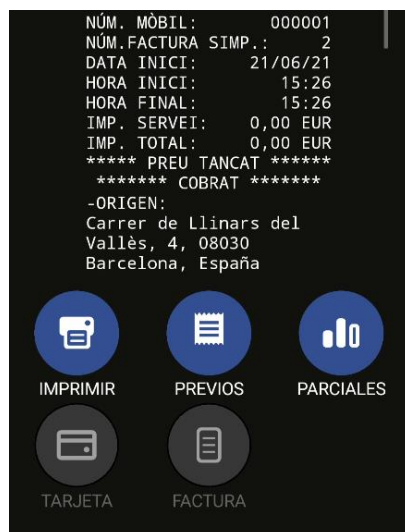 NÚM. MÒBIL: 000001
NÚM.FACTURA SIMP.: 2
DATA INICI: 21/06/21
HORA INICI: 15:26
HORA FINAL: 15:26
IMP. SERVEI: 0,00 EUR
IMP. TOTAL: 0,00 EUR
***** PREU TANCAT ******
******* COBRAT *******
-ORIGEN:
Carrer de Llinars del
Vallès, 4, 08030
Barcelona, España
IMPRIMIR PREVIOS PARCIALES
TARJETA FACTURA